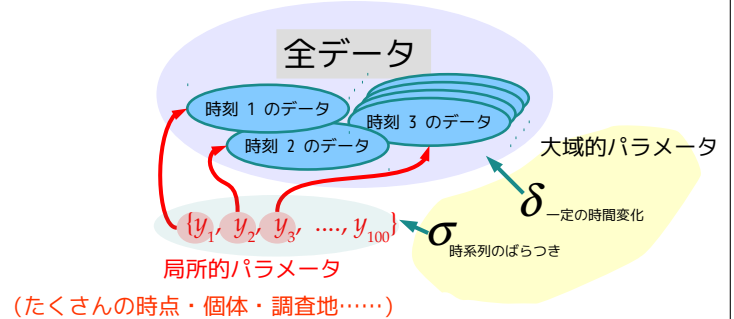 全データ
時刻 1 のデータ
時刻 3 のデータ
時刻 2 のデータ
大域的パラメータ
δ 一定の時間変化
{y1, y2, y3, ...., y100}
σ 時系列のばらつき
局所的パラメータ
(たくさんの時点・個体・調査地……)